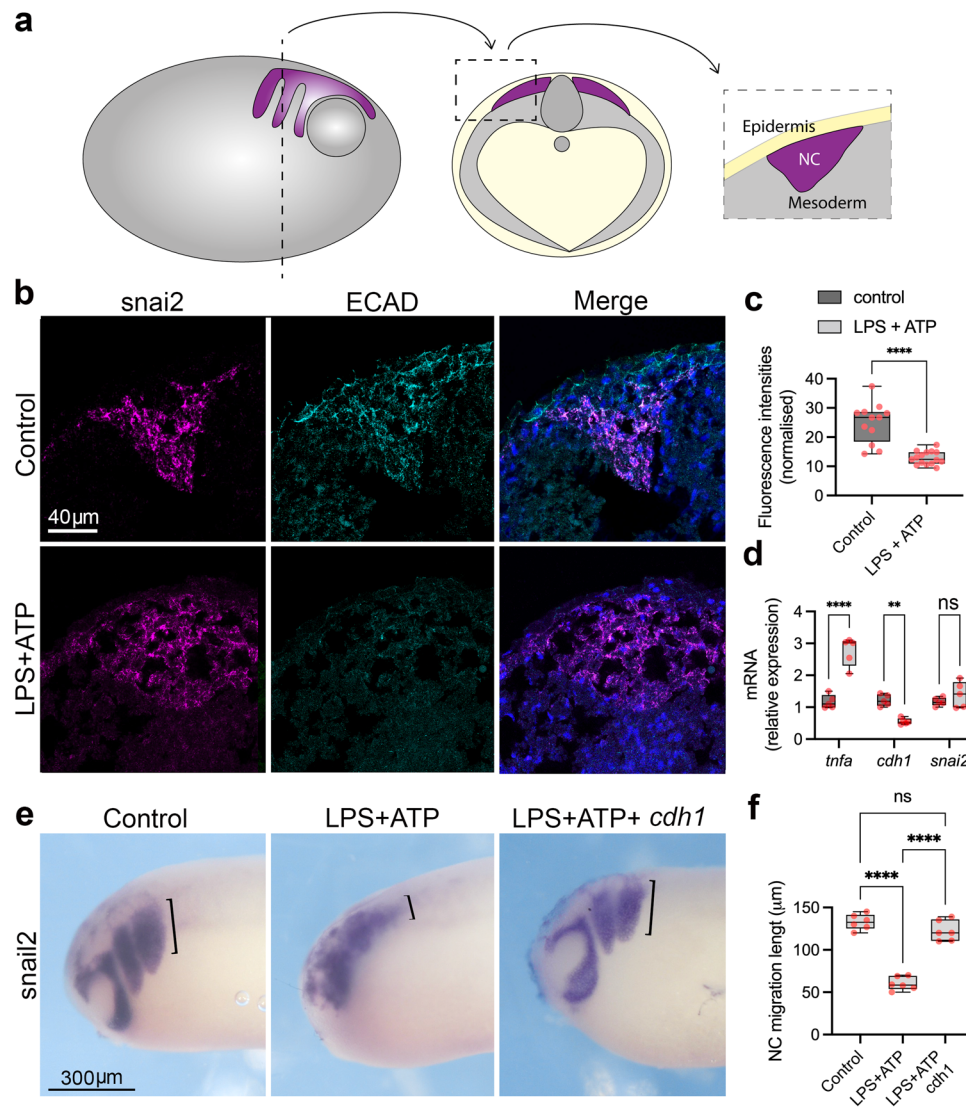 a
Epidermis
NC
Mesoderm
b
snai2
ECAD
Merge
Control
40μm
LPS+ATP
c
control
LPS + ATP
****
Fluorescence intensities
(normalised)
40
30
20
10
0
Control
LPS + ATP
d
****
**
ns
mRNA
(relative expression)
4
3
2
1
0
tnfa
cdh1
snai2
e
Control
LPS+ATP
LPS+ATP+ cdh1
snail2
300μm
f
ns
****
****
NC migration lengt (μm)
150
100
50
0
Control
LPS+ATP
LPS+ATP
cdh1